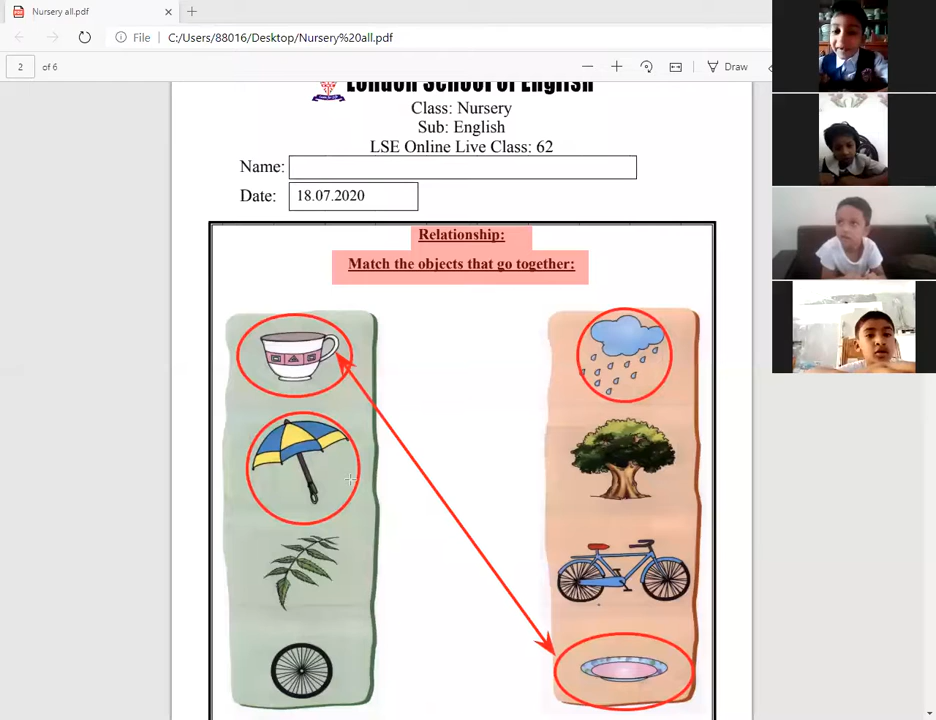 Nursery all.pdf
File
C:/Users/88016/Desktop/Nursery%20all.pdf
2
of 6
Draw
London School of English
Class: Nursery
Sub: English
LSE Online Live Class: 62
Name:
Date: 18.07.2020
Relationship:
Match the objects that go together: